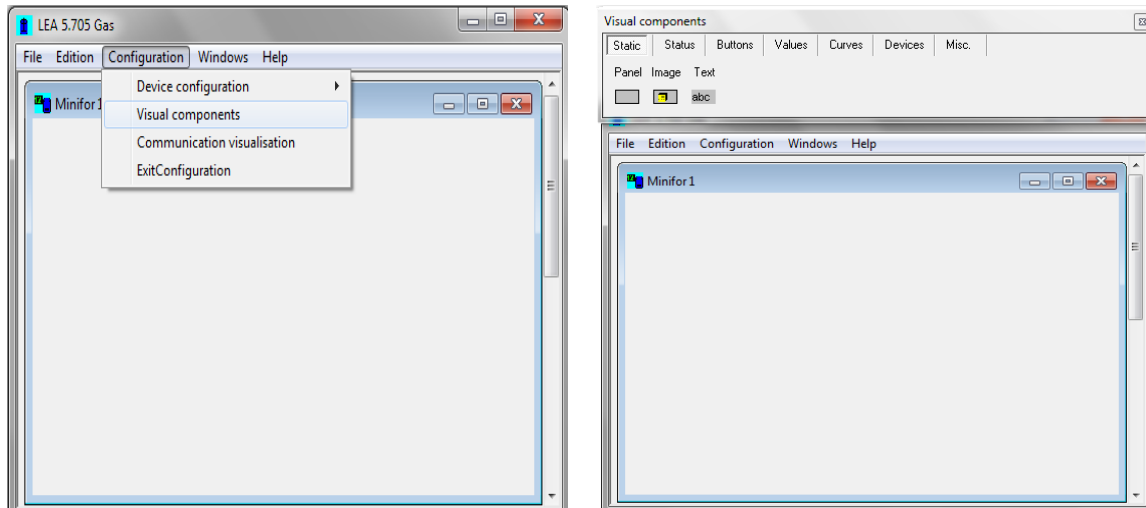 LEA 5.705 Gas
File Edition Configuration Windows Help
Minifor 1
Device configuration
Visual components
Communication visualisation
ExitConfiguration
Visual components
Static Status Buttons Values Curves Devices Misc.
Panel Image Text
abc
File Edition Configuration Windows Help
Minifor 1